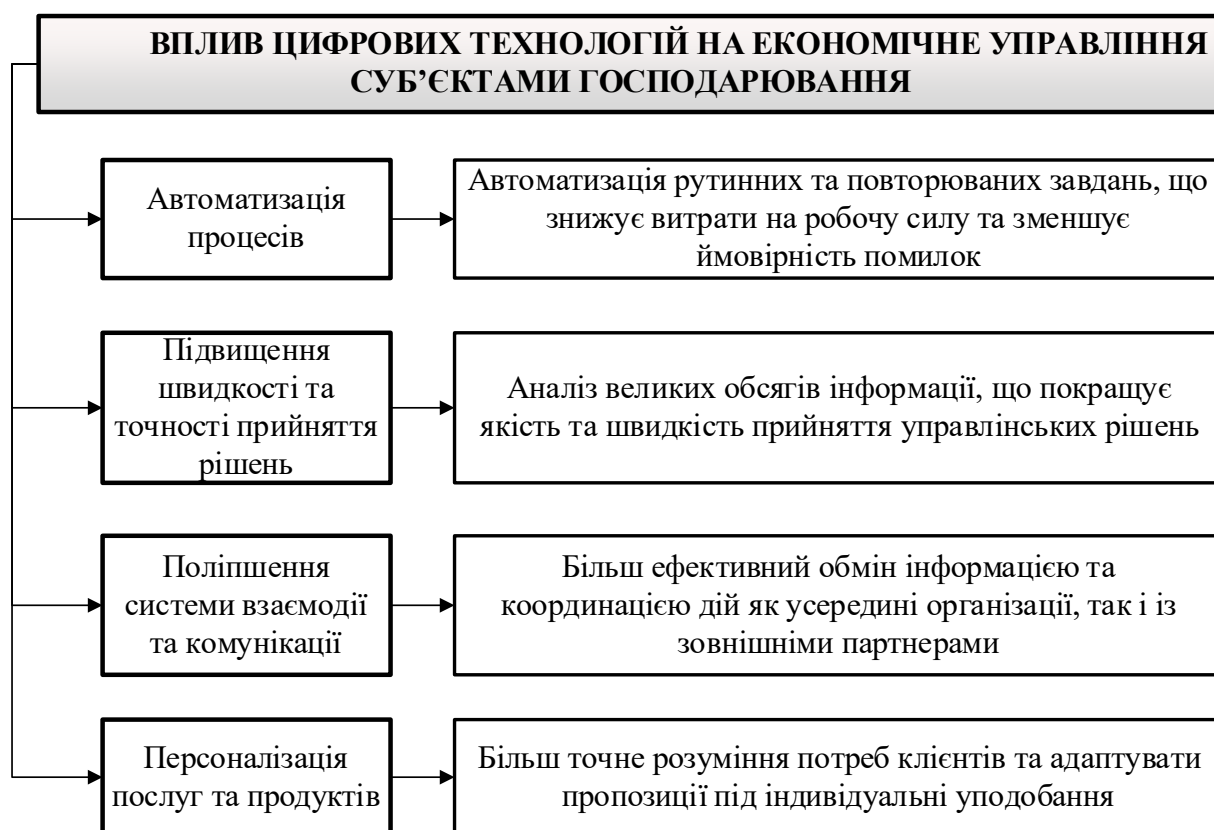 ВПЛИВ ЦИФРОВИХ ТЕХНОЛОГІЙ НА ЕКОНОМІЧНЕ УПРАВЛІННЯ
СУБ’ЄКТАМИ ГОСПОДАРЮВАННЯ
Автоматизація
процесів
Автоматизація рутинних та повторюваних завдань, що
знижує витрати на робочу силу та зменшує
ймовірність помилок
Підвищення
швидкості та
точності прийняття
рішень
Аналіз великих обсягів інформації, що покращує
якість та швидкість прийняття управлінських рішень
Поліпшення
системи взаємодії
та комунікації
Більш ефективний обмін інформацією та
координацією дій як усередині організації, так і із
зовнішніми партнерами
Персоналізація
послуг та продуктів
Більш точне розуміння потреб клієнтів та адаптувати
пропозиції під індивідуальні уподобання